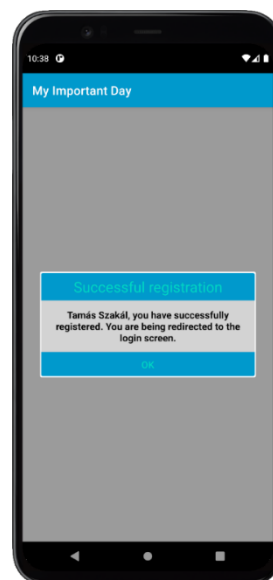 10:38
My Important Day
Successful registration
Tamás Szakál, you have successfully
registered. You are being redirected to the
login screen.
OK